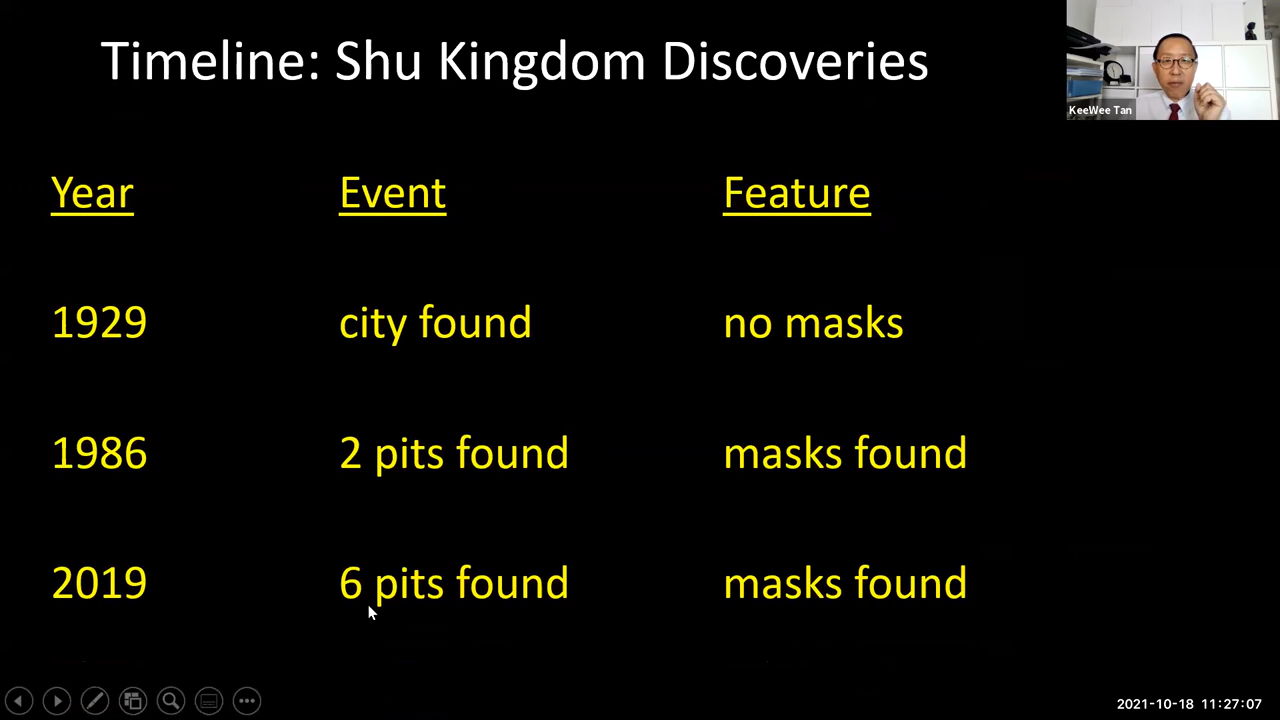 Timeline: Shu Kingdom Discoveries
KeeWee Tan
Year Event Feature
1929 city found no masks
1986 2 pits found masks found
2019 6 pits found masks found
2021-10-18 11:27:07